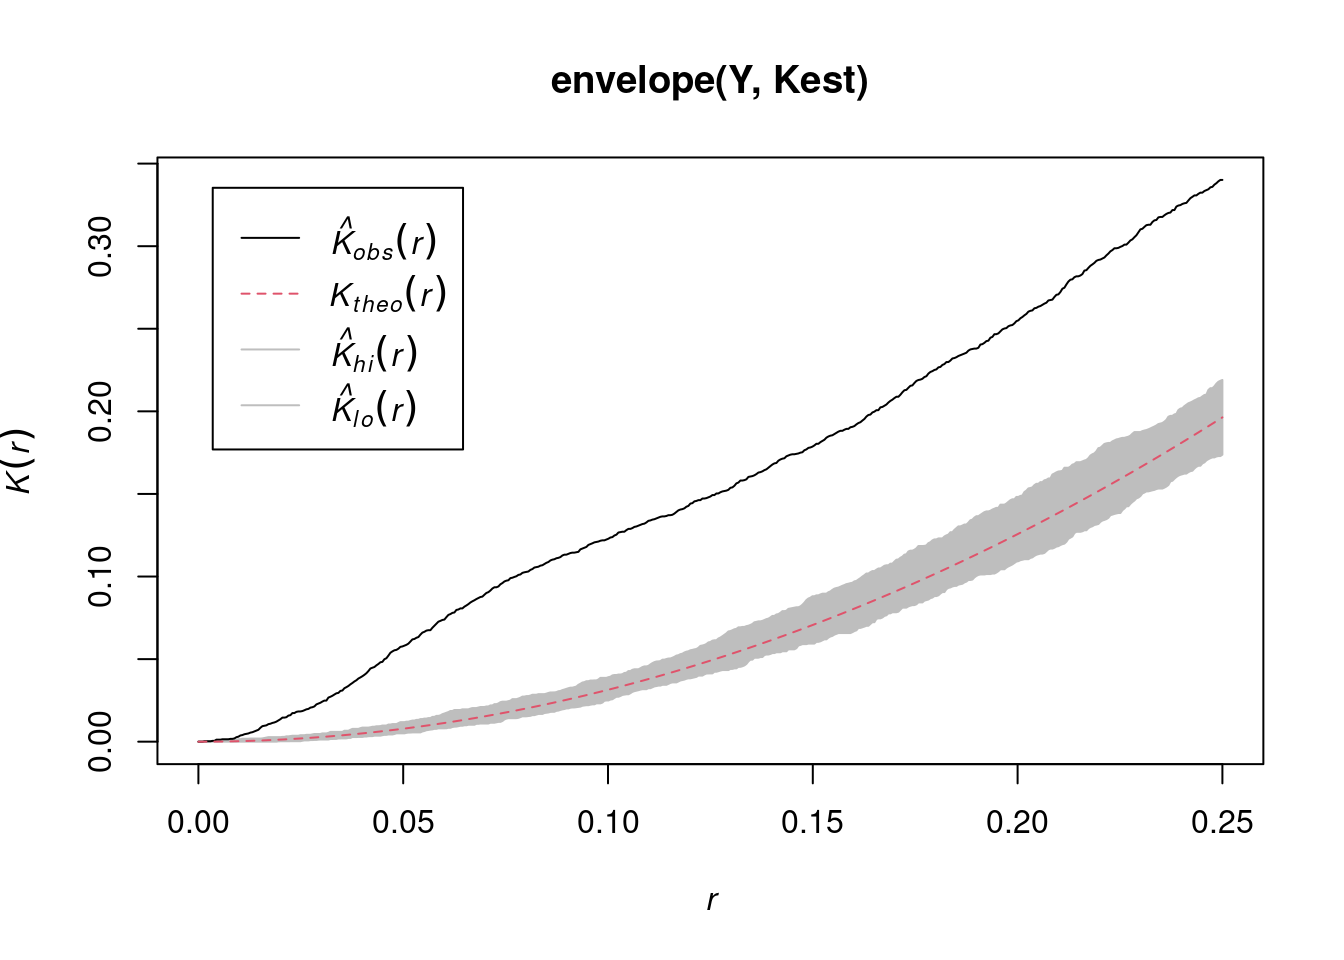 envelope(Y, Kest)
K(r)
0.00
0.10
0.20
0.30
K̂obs(r)
Ktheo(r)
K̂hi(r)
K̂lo(r)
0.00 0.05 0.10 0.15 0.20 0.25
r